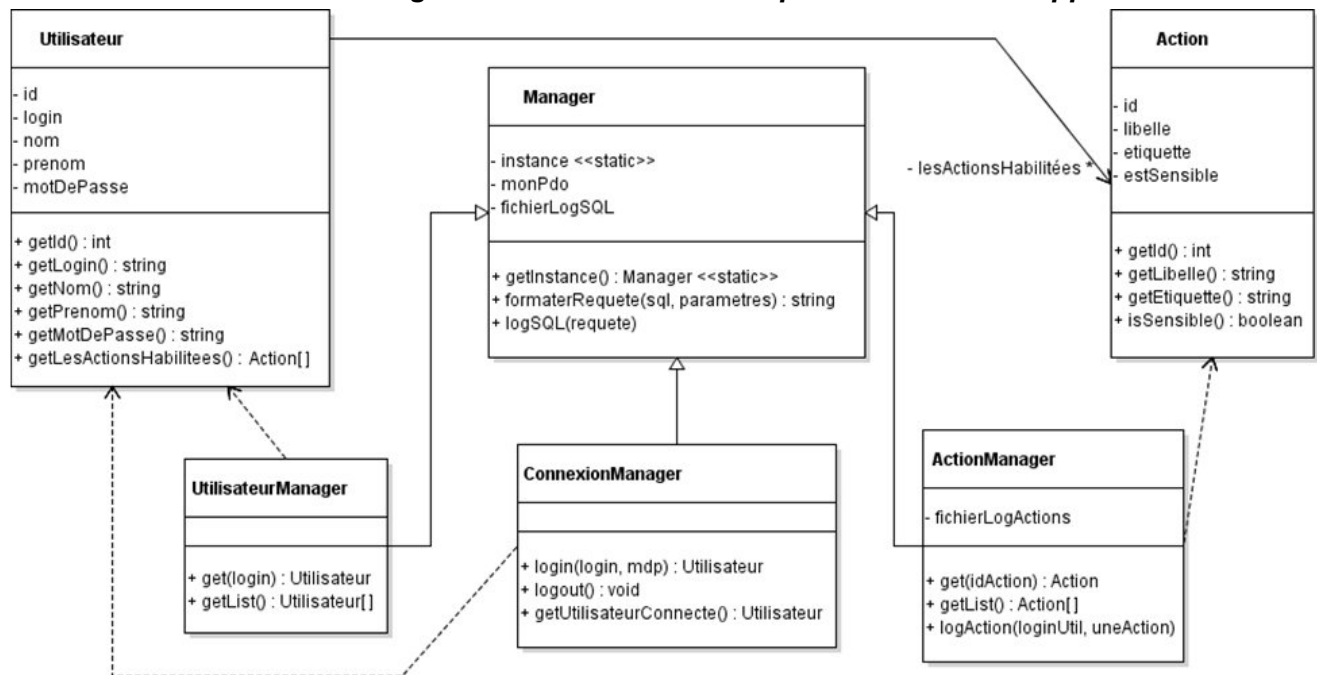 Utilisateur
- id
- login
- nom
- prenom
- motDePasse
+ getId() : int
+ getLogin() : string
+ getNom() : string
+ getPrenom() : string
+ getMotDePasse() : string
+ getLesActionsHabilitees() : Action[]
Manager
- instance <<static>>
- monPdo
- fichierLogSQL
+ getInstance() : Manager <<static>>
+ formaterRequete(sql, parametres) : string
+ logSQL(requete)
- lesActionsHabilitées *
Action
- id
- libelle
- etiquette
- estSensible
+ getId() : int
+ getLibelle() : string
+ getEtiquette() : string
+ isSensible() : boolean
UtilisateurManager
+ get(login) : Utilisateur
+ getList() : Utilisateur[]
ConnexionManager
+ login(login, mdp) : Utilisateur
+ logout() : void
+ getUtilisateurConnecte() : Utilisateur
ActionManager
- fichierLogActions
+ get(idAction) : Action
+ getList() : Action[]
+ logAction(loginUtil, uneAction)